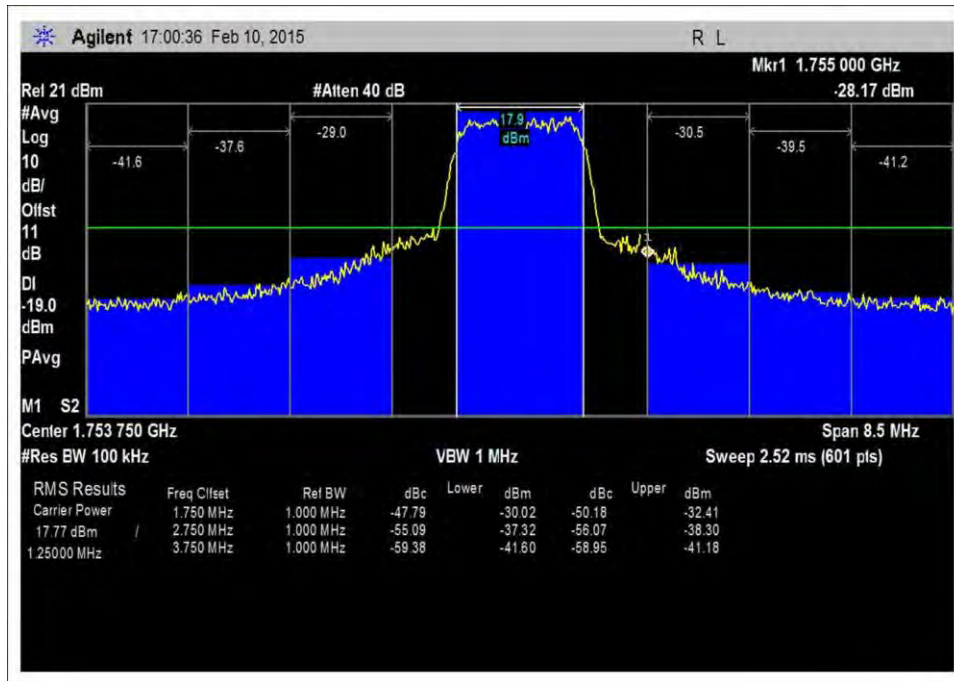 Agilent 17:00:36 Feb 10, 2015 R L
Mkr1 1.755 000 GHz
Rel 21 dBm #Atten 40 dB -28.17 dBm
#Avg
Log
10
dB/
Offst
11
dB
DI
-19.0
dBm
PAvg
M1 S2
-41.6 -37.6 -29.0 17.9 dBm -30.5 -39.5 -41.2
1
Center 1.753 750 GHz Span 8.5 MHz
#Res BW 100 kHz VBW 1 MHz Sweep 2.52 ms (601 pts)
RMS Results Freq Clfset Ref BW dBc Lower dBm dBc Upper dBm
Carrier Power 1.750 MHz 1.000 MHz -47.79 -30.02 -50.18 -32.41
17.77 dBm / 2.750 MHz 1.000 MHz -55.09 -37.32 -56.07 -38.30
1.25000 MHz 3.750 MHz 1.000 MHz -59.38 -41.60 -58.95 -41.18